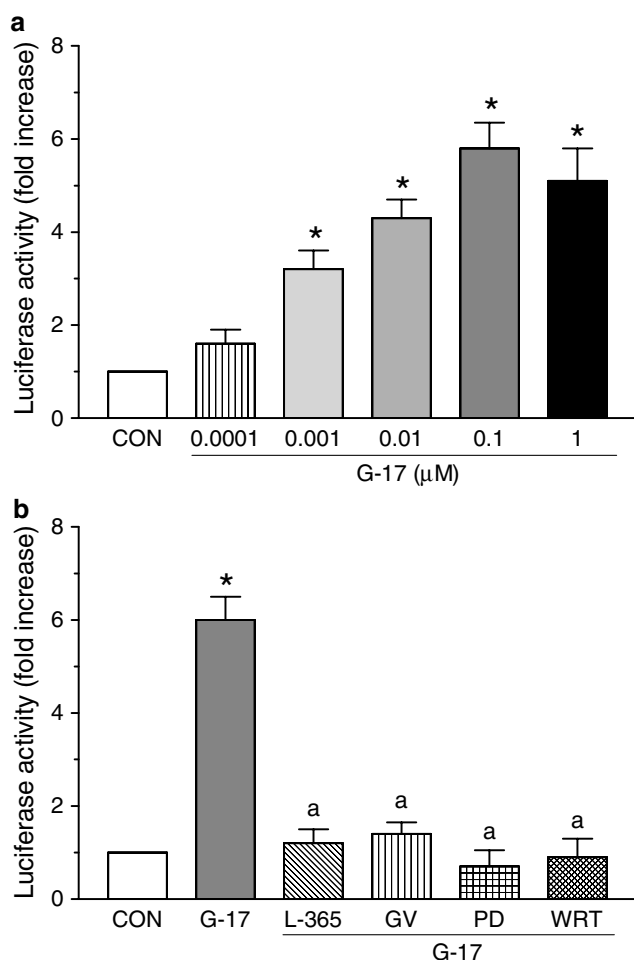 a
Luciferase activity (fold increase)
8
6
4
2
0
*
*
*
*
CON
0.0001
0.001
0.01
0.1
1
G-17 (μM)
b
Luciferase activity (fold increase)
8
6
4
2
0
*
a
a
a
a
CON
G-17
L-365
GV
PD
WRT
G-17